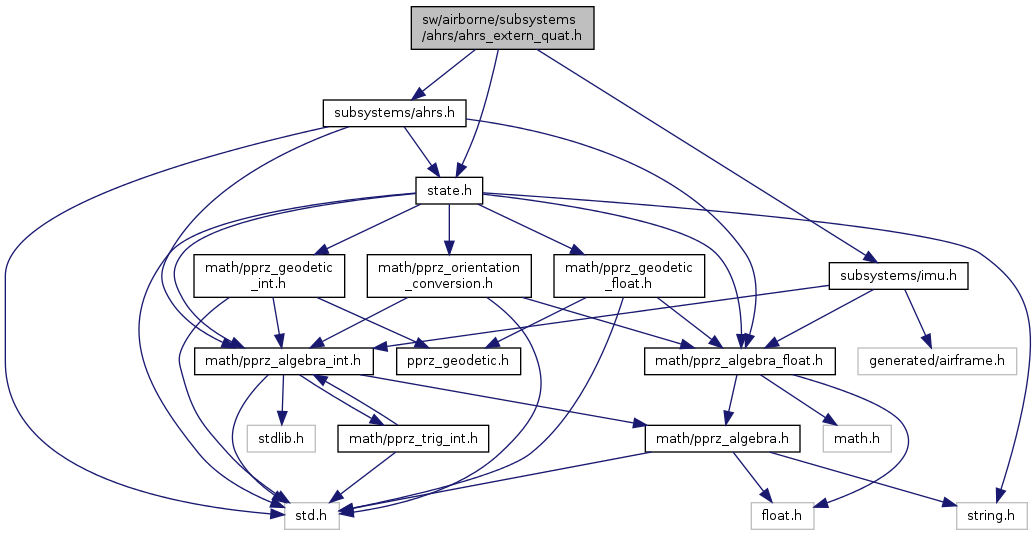 sw/airborne/subsystems
/ahrs/ahrs_extern_quat.h
subsystems/ahrs.h
state.h
math/pprz_geodetic
_int.h
math/pprz_orientation
_conversion.h
math/pprz_geodetic
_float.h
subsystems/imu.h
math/pprz_algebra_int.h
pprz_geodetic.h
math/pprz_algebra_float.h
generated/airframe.h
stdlib.h
math/pprz_trig_int.h
math/pprz_algebra.h
math.h
std.h
float.h
string.h